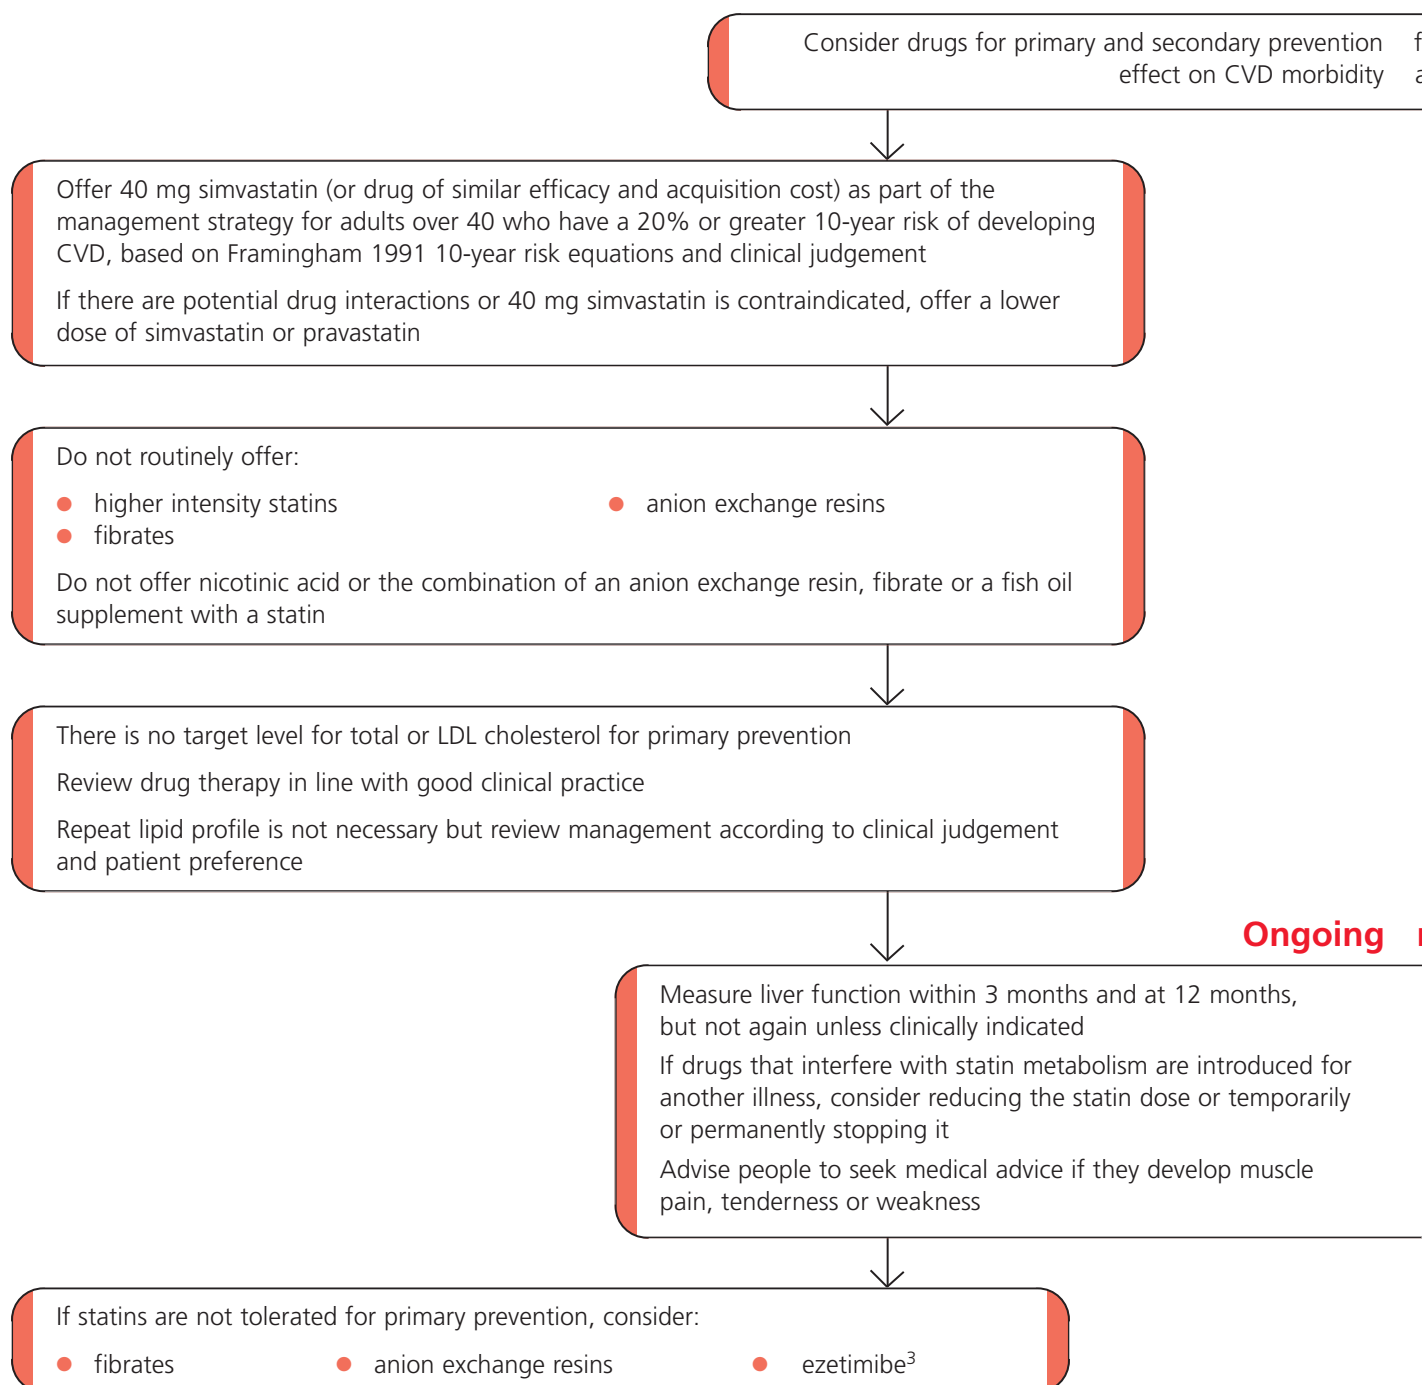 Consider drugs for primary and secondary prevention
effect on CVD morbidity
Offer 40 mg simvastatin (or drug of similar efficacy and acquisition cost) as part of the
management strategy for adults over 40 who have a 20% or greater 10-year risk of developing
CVD, based on Framingham 1991 10-year risk equations and clinical judgement
If there are potential drug interactions or 40 mg simvastatin is contraindicated, offer a lower
dose of simvastatin or pravastatin
Do not routinely offer:
● higher intensity statins ● anion exchange resins
● fibrates
Do not offer nicotinic acid or the combination of an anion exchange resin, fibrate or a fish oil
supplement with a statin
There is no target level for total or LDL cholesterol for primary prevention
Review drug therapy in line with good clinical practice
Repeat lipid profile is not necessary but review management according to clinical judgement
and patient preference
Ongoing
Measure liver function within 3 months and at 12 months,
but not again unless clinically indicated
If drugs that interfere with statin metabolism are introduced for
another illness, consider reducing the statin dose or temporarily
or permanently stopping it
Advise people to seek medical advice if they develop muscle
pain, tenderness or weakness
If statins are not tolerated for primary prevention, consider:
● fibrates ● anion exchange resins ● ezetimibe³